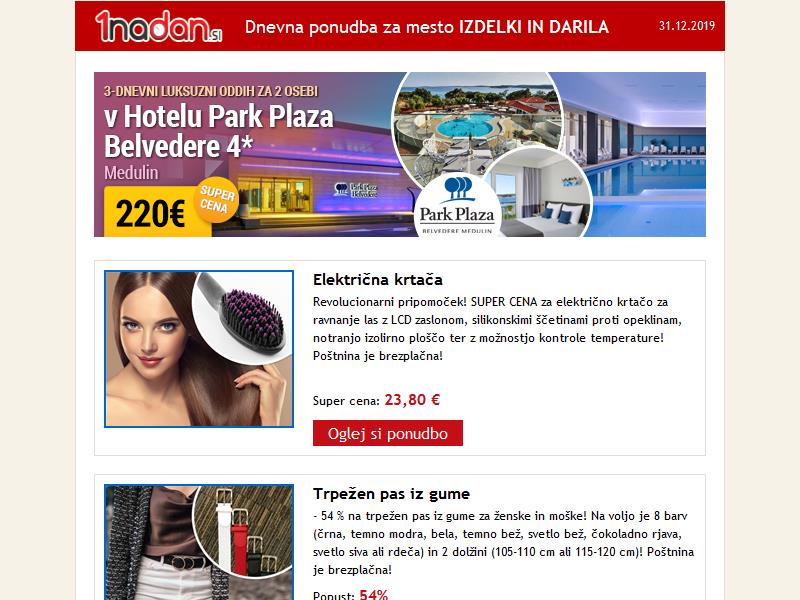 1nadan.si
Dnevna ponudba za mesto IZDELKI IN DARILA
31.12.2019
3-DNEVNI LUKSUZNI ODDIH ZA 2 OSEBI
v Hotelu Park Plaza
Belvedere 4*
Medulin
220€
SUPER
CENA
Park Plaza
Belvedere
Park Plaza
BELVEDERE MEDULIN
Električna krtača
Revolucionarni pripomoček! SUPER CENA za električno krtačo za
ravnanje las z LCD zaslonom, silikonskimi ščetinami proti opeklinam,
notranjo izolirno ploščo ter z možnostjo kontrole temperature!
Poštnina je brezplačna!
Super cena: 23,80 €
Oglej si ponudbo
Trpežen pas iz gume
- 54 % na trpežen pas iz gume za ženske in moške! Na voljo je 8 barv
(črna, temno modra, bela, temno bež, svetlo bež, čokoladno rjava,
svetlo siva ali rdeča) in 2 dolžini (105-110 cm ali 115-120 cm)! Poštnina
je brezplačna!
Popust: 54%